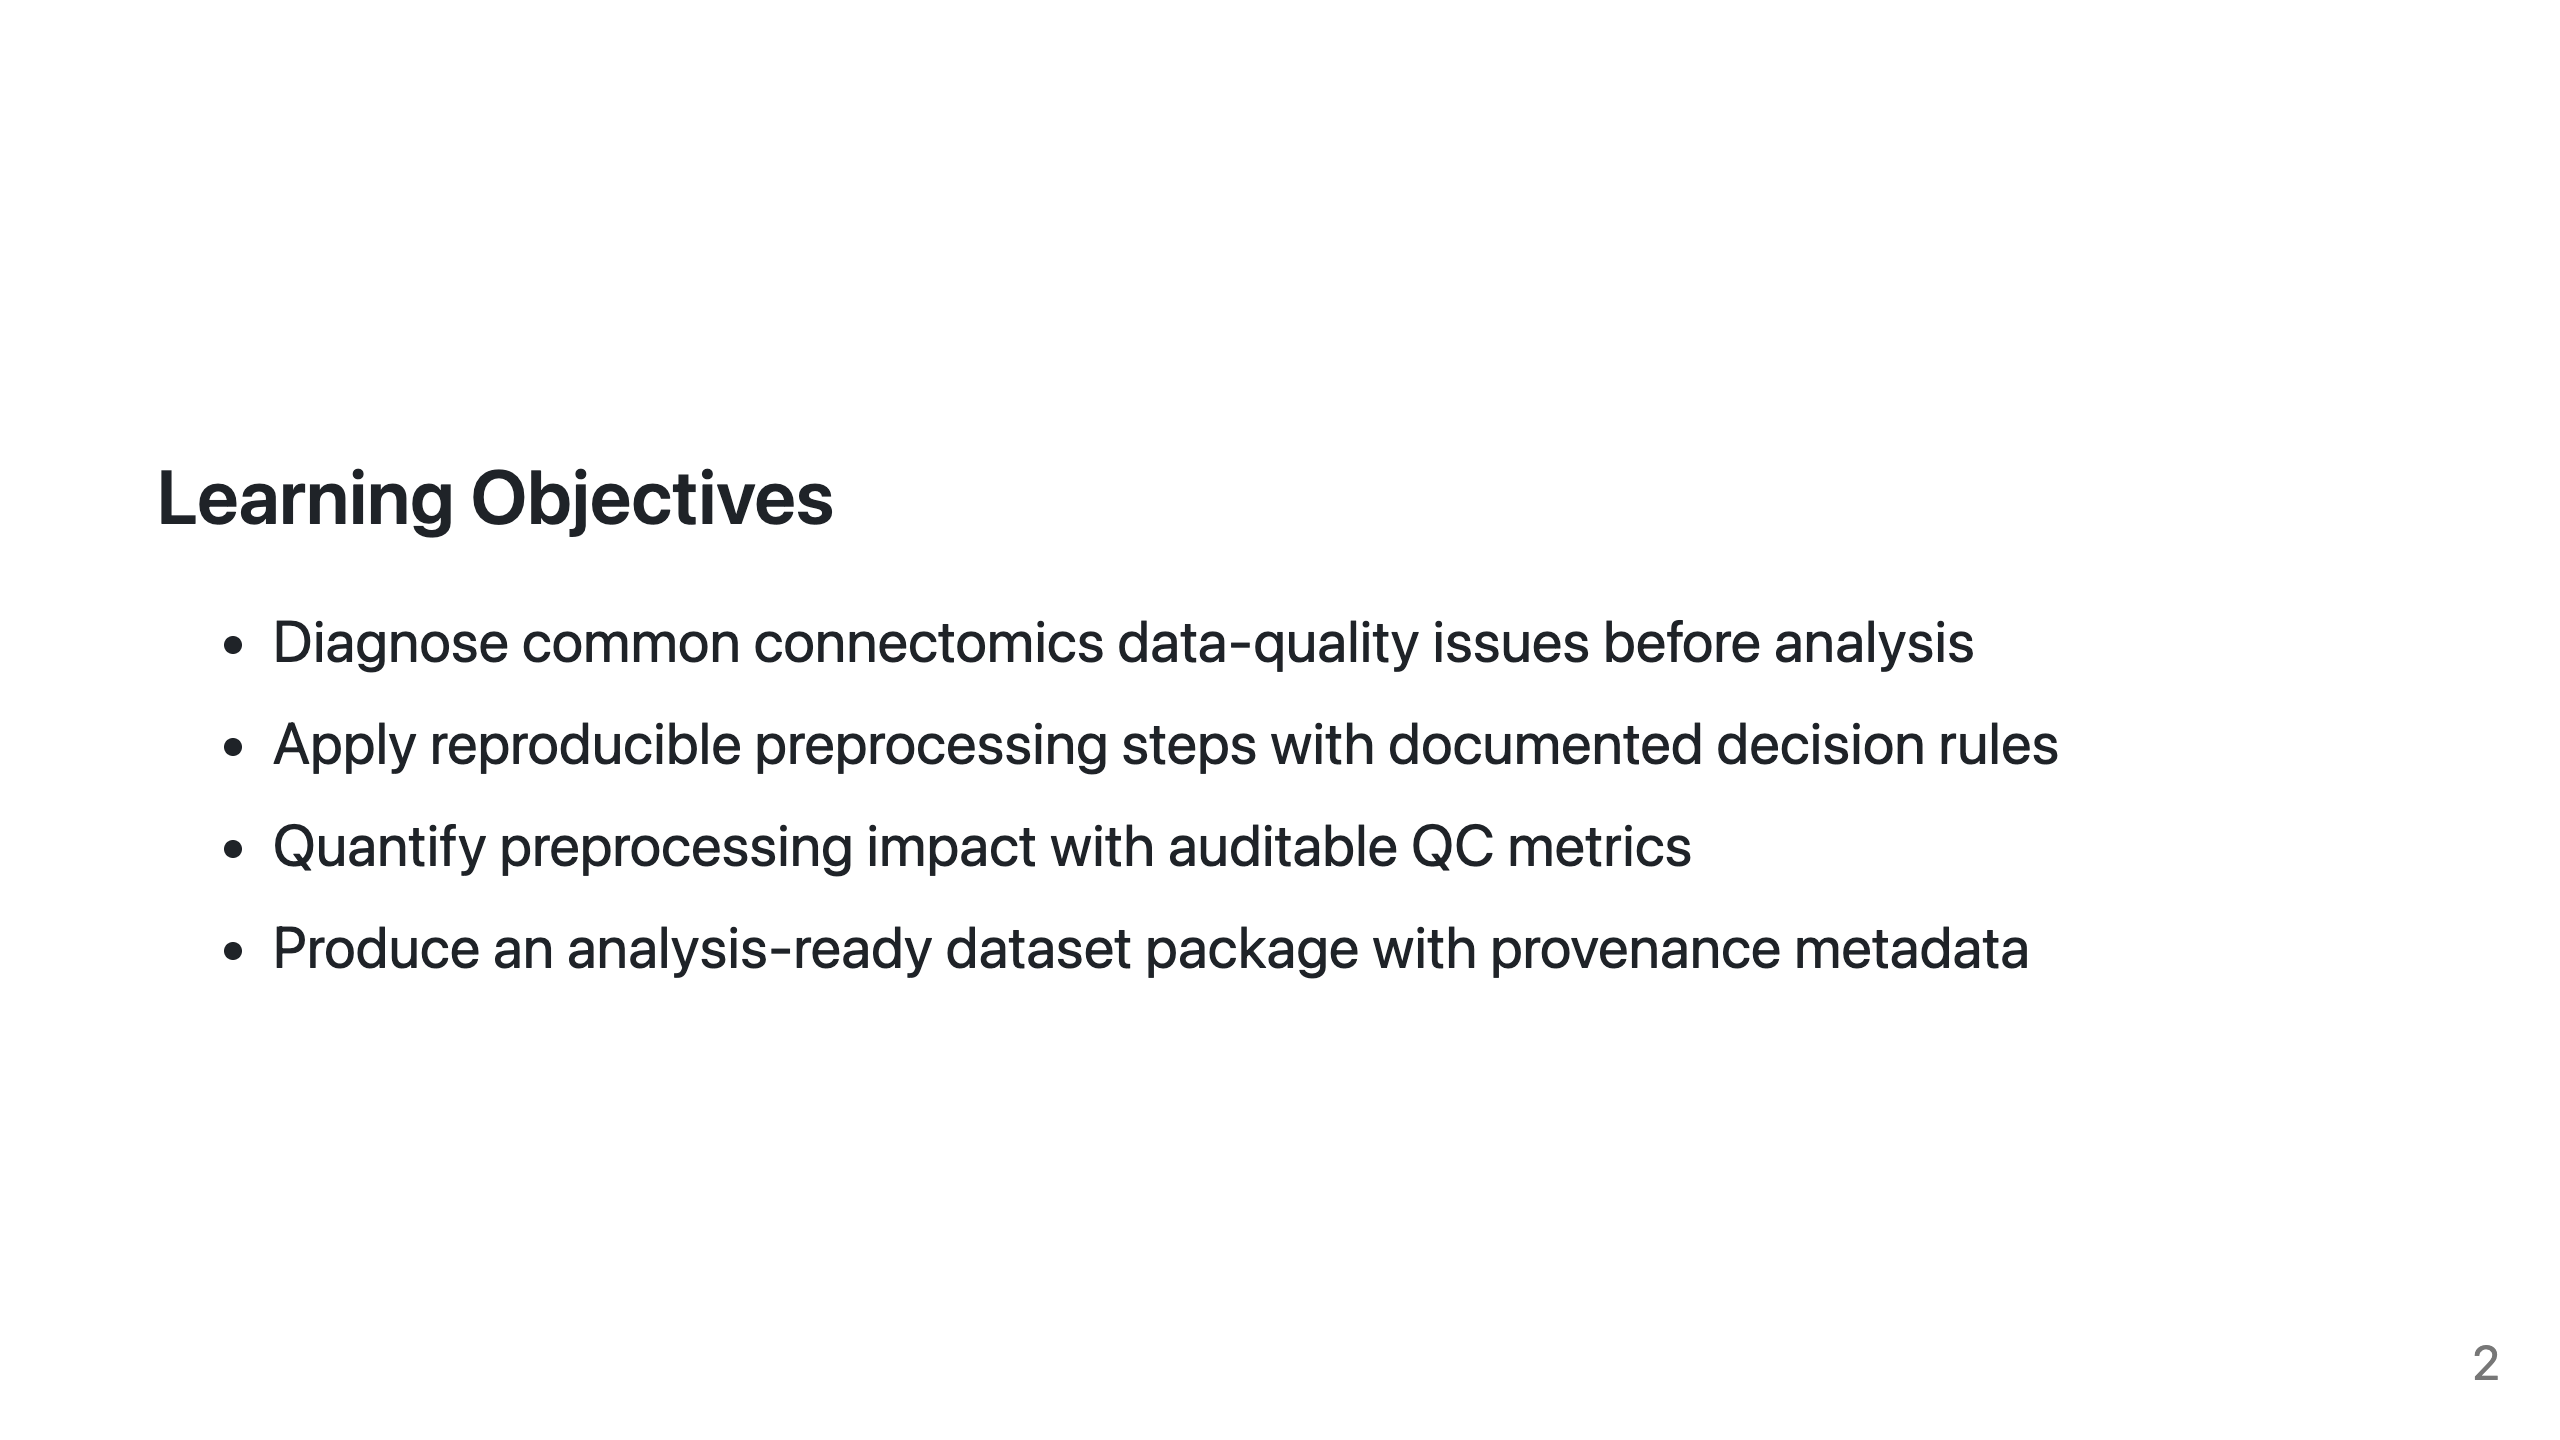 Learning Objectives
• Diagnose common connectomics data-quality issues before analysis
• Apply reproducible preprocessing steps with documented decision rules
• Quantify preprocessing impact with auditable QC metrics
• Produce an analysis-ready dataset package with provenance metadata
2